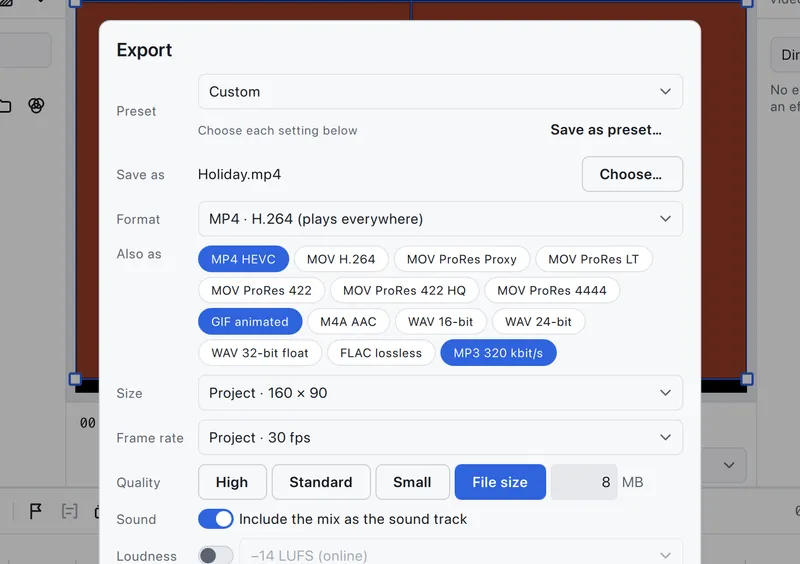 Export
Preset
Custom
Choose each setting below
Save as preset…
Save as
Holiday.mp4
Choose…
Format
MP4 · H.264 (plays everywhere)
Also as
MP4 HEVC
MOV H.264
MOV ProRes Proxy
MOV ProRes LT
MOV ProRes 422
MOV ProRes 422 HQ
MOV ProRes 4444
GIF animated
M4A AAC
WAV 16-bit
WAV 24-bit
WAV 32-bit float
FLAC lossless
MP3 320 kbit/s
Size
Project · 160 × 90
Frame rate
Project · 30 fps
Quality
High
Standard
Small
File size
8
MB
Sound
Include the mix as the sound track
Loudness
−14 LUFS (online)
00